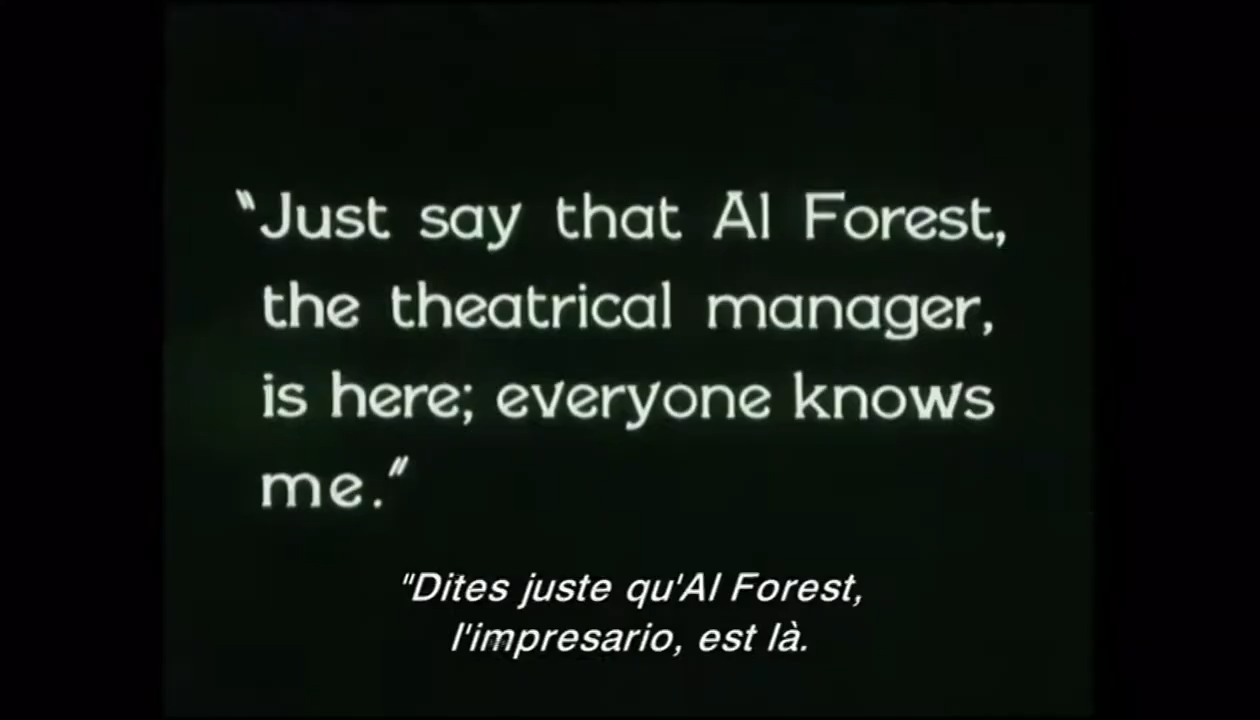 "Just say that Al Forest,
the theatrical manager,
is here; everyone knows
me."
"Dites juste qu'Al Forest,
l'impresario, est là.